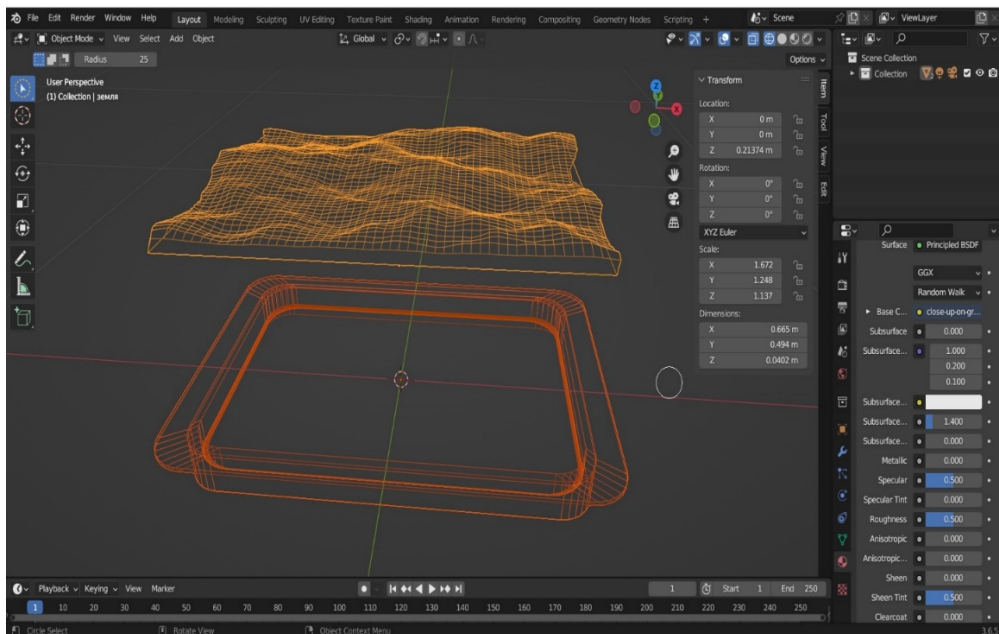 File Edit Render Window Help Layout Modeling Sculpting UV Editing Texture Paint Shading Animation Rendering Compositing Geometry Nodes Scripting + Scene ViewLayer
Object Mode View Select Add Object Global
Radius 25 Options
User Perspective
(1) Collection | земля
Transform
Location:
X 0 m
Y 0 m
Z 0.21374 m
Rotation:
X 0°
Y 0°
Z 0°
XYZ Euler
Scale:
X 1.672
Y 1.248
Z 1.137
Dimensions:
X 0.665 m
Y 0.494 m
Z 0.0402 m
Item
Tool
View
Edit
X
Y
Z
Scene Collection
Collection
Surface Principled BSDF
GGX
Random Walk
Base C... close-up-on-gr...
Subsurface 0.000
Subsurface... 1.000
0.200
0.100
Subsurface...
Subsurface... 1.400
Subsurface... 0.000
Metallic 0.000
Specular 0.500
Specular Tint 0.000
Roughness 0.500
Anisotropic 0.000
Anisotropic... 0.000
Sheen 0.000
Sheen Tint 0.500
Clearcoat 0.000
Playback Keying View Marker 1 Start 1 End 250
1 10 20 30 40 50 60 70 80 90 100 110 120 130 140 150 160 170 180 190 200 210 220 230 240 250
Circle Select Rotate View Object Context Menu 3.6.5